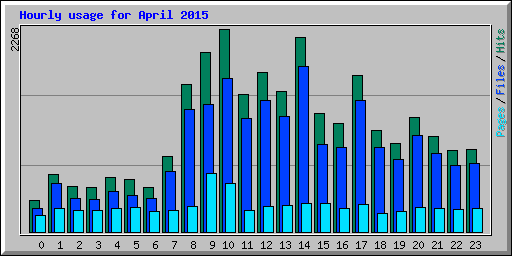 Hourly usage for April 2015
2268
Pages/Files/Hits
0 1 2 3 4 5 6 7 8 9 10 11 12 13 14 15 16 17 18 19 20 21 22 23